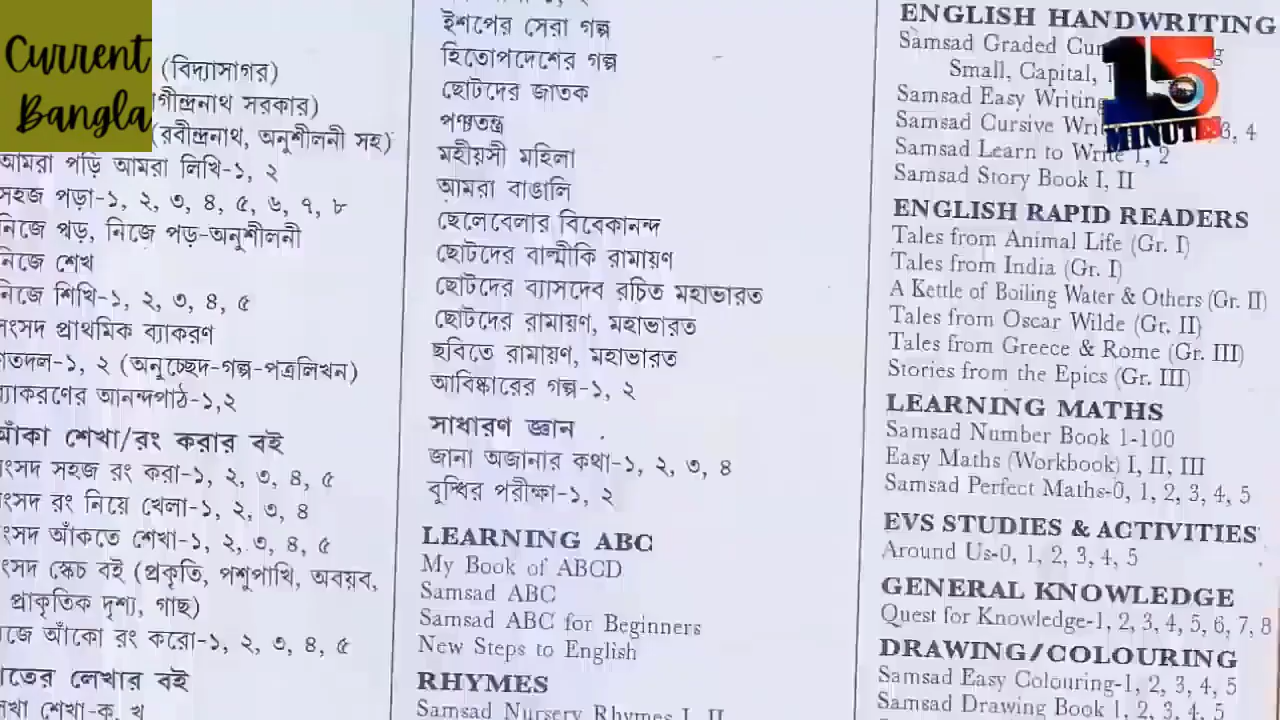 Current
Bangla
(বিদ্যাসাগর)
সরকার)
(রবীন্দ্রনাথ, অনুশীলনী সহ)
আমরা পড়ি আমরা লিখি-১, ২
সহজ পড়া-১, ২, ৩, ৪, ৫, ৬, ৭, ৮
নিজে পড়, নিজে পড়-অনুশীলনী
নিজে শেখ
নিজে শিখি-১, ২, ৩, ৪, ৫
প্রাথমিক ব্যাকরণ
১, ২ (অনুচ্ছেদ-গল্প-পত্রলিখন)
আনন্দপাঠ-১,২
আঁকা শেখা/রং করার বই
সহজ রং করা-১, ২, ৩, ৪, ৫
রং নিয়ে খেলা-১, ২, ৩, ৪
আঁকতে শেখা-১, ২, ৩, ৪, ৫
স্কেচ বই (প্রকৃতি, পশুপাখি, অবয়ব,
প্রাকৃতিক দৃশ্য, গাছ)
আঁকো রং করো-১, ২, ৩, ৪, ৫
লেখার বই
শেখা-ক, খ
ঈশপের সেরা গল্প
হিতোপদেশের গল্প
ছোটদের জাতক
পঞ্চতন্ত্র
মহীয়সী মহিলা
আমরা বাঙালি
ছেলেবেলার বিবেকানন্দ
ছোটদের বাল্মীকি রামায়ণ
ছোটদের ব্যাসদেব রচিত মহাভারত
ছোটদের রামায়ণ, মহাভারত
ছবিতে রামায়ণ, মহাভারত
আবিষ্কারের গল্প-১, ২
সাধারণ জ্ঞান
জানা অজানার কথা-১, ২, ৩, ৪
বুদ্ধির পরীক্ষা-১, ২
LEARNING ABC
My Book of ABCD
Samsad ABC
Samsad ABC for Beginners
New Steps to English
RHYMES
Samsad Nursery Rhymes I, II
ENGLISH HANDWRITING
Samsad Graded
Small, Capital,
Samsad Easy Writing
Samsad Cursive 3, 4
Samsad Learn to Write 1, 2
Samsad Story Book I, II
15
MINUTE
ENGLISH RAPID READERS
Tales from Animal Life (Gr. I)
Tales from India (Gr. I)
A Kettle of Boiling Water & Others (Gr. II)
Tales from Oscar Wilde (Gr. II)
Tales from Greece & Rome (Gr. III)
Stories from the Epics (Gr. III)
LEARNING MATHS
Samsad Number Book 1-100
Easy Maths (Workbook) I, II, III
Samsad Perfect Maths-0, 1, 2, 3, 4, 5
EVS STUDIES & ACTIVITIES
Around Us-0, 1, 2, 3, 4, 5
GENERAL KNOWLEDGE
Quest for Knowledge-1, 2, 3, 4, 5, 6, 7, 8
DRAWING/COLOURING
Samsad Easy Colouring-1, 2, 3, 4, 5
Samsad Drawing Book 1, 2, 3, 4, 5